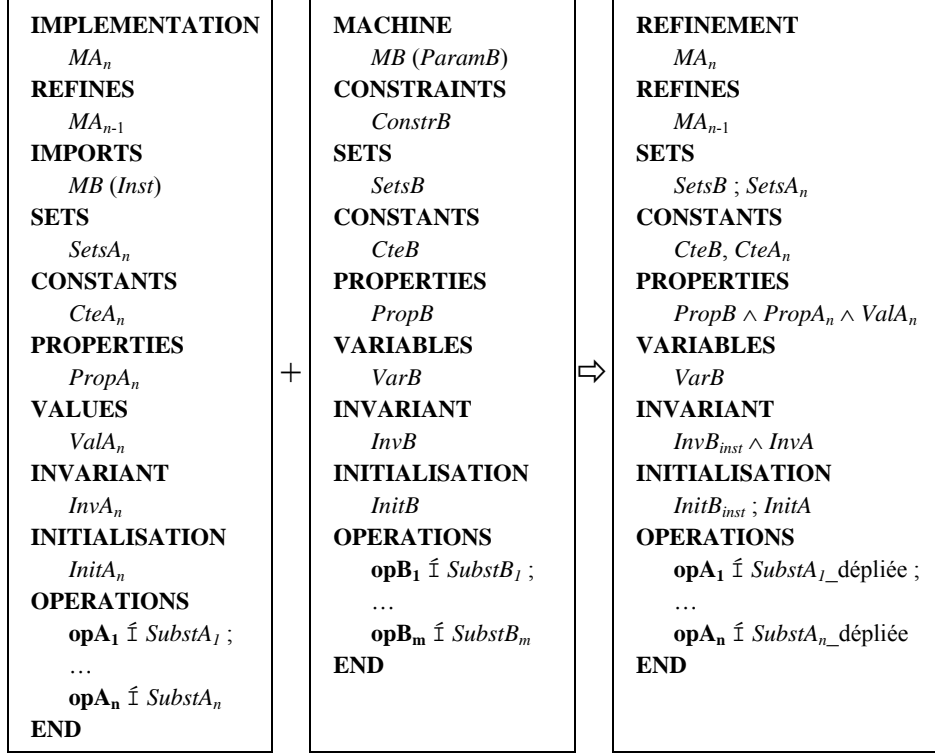 IMPLEMENTATION
MAₙ
REFINES
MAₙ₋₁
IMPORTS
MB (Inst)
SETS
SetsAₙ
CONSTANTS
CteAₙ
PROPERTIES
PropAₙ
VALUES
ValAₙ
INVARIANT
InvAₙ
INITIALISATION
InitAₙ
OPERATIONS
opA₁ Í SubstA₁ ;
…
opAₙ Í SubstAₙ
END
+
MACHINE
MB (ParamB)
CONSTRAINTS
ConstrB
SETS
SetsB
CONSTANTS
CteB
PROPERTIES
PropB
VARIABLES
VarB
INVARIANT
InvB
INITIALISATION
InitB
OPERATIONS
opB₁ Í SubstB₁ ;
…
opBₘ Í SubstBₘ
END
⇨
REFINEMENT
MAₙ
REFINES
MAₙ₋₁
SETS
SetsB ; SetsAₙ
CONSTANTS
CteB, CteAₙ
PROPERTIES
PropB ∧ PropAₙ ∧ ValAₙ
VARIABLES
VarB
INVARIANT
InvBᵢₙₛₜ ∧ InvA
INITIALISATION
InitBᵢₙₛₜ ; InitA
OPERATIONS
opA₁ Í SubstA₁_dépliée ;
…
opAₙ Í SubstAₙ_dépliée
END